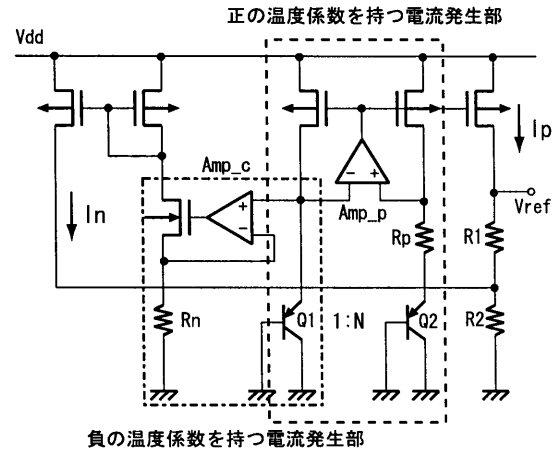 正の温度係数を持つ電流発生部
Vdd
Ip
Amp_c
+
-
- +
Amp_p
Vref
In
Rp
R1
Rn
Q1
1:N
Q2
R2
負の温度係数を持つ電流発生部